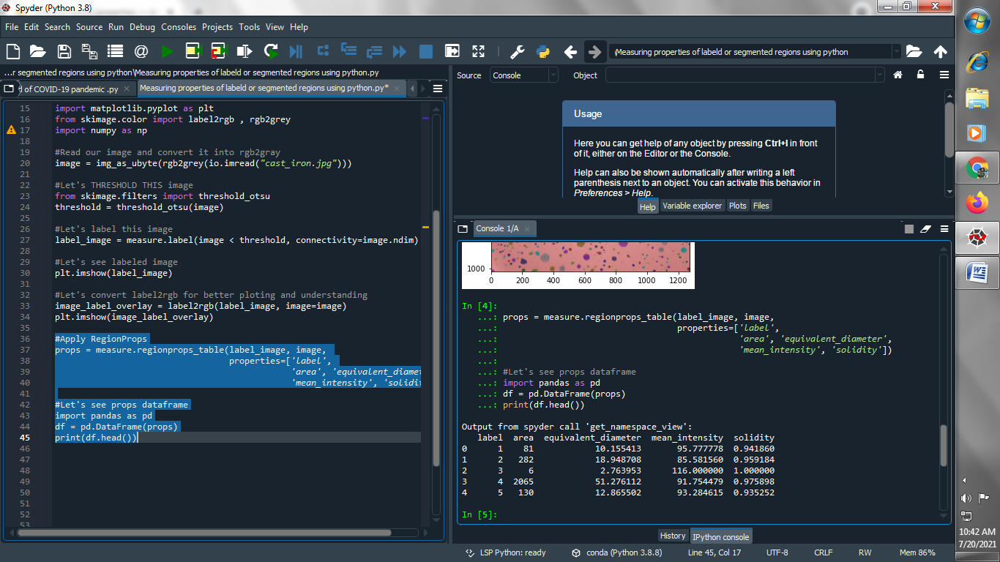 Spyder (Python 3.8)
File Edit Search Source Run Debug Consoles Projects Tools View Help
\Measuring properties of labeld or segmented regions using python
...r segmented regions using python\Measuring properties of labeld or segmented regions using python.py
d of COVID-19 pandemic .py
Measuring properties of labeld or segmented regions using python.py*
15 import matplotlib.pyplot as plt
16 from skimage.color import label2rgb , rgb2grey
17 import numpy as np
18
19 #Read our image and convert it into rgb2gray
20 image = img_as_ubyte(rgb2grey(io.imread("cast_iron.jpg")))
21
22 #Let's THRESHOLD THIS image
23 from skimage.filters import threshold_otsu
24 threshold = threshold_otsu(image)
25
26 #Let's label this image
27 label_image = measure.label(image < threshold, connectivity=image.ndim)
28
29 #Let's see labeled image
30 plt.imshow(label_image)
31
32 #Let's convert label2rgb for better ploting and understanding
33 image_label_overlay = label2rgb(label_image, image=image)
34 plt.imshow(image_label_overlay)
35
36 #Apply RegionProps
37 props = measure.regionprops_table(label_image, image,
38 properties=['label',
39 'area', 'equivalent_diamet
40 'mean_intensity', 'solidit
41
42 #Let's see props dataframe
43 import pandas as pd
44 df = pd.DataFrame(props)
45 print(df.head())
46
47
48
49
50
51
52
53
Source Console Object
Usage
Here you can get help of any object by pressing Ctrl+I in front
of it, either on the Editor or the Console.
Help can also be shown automatically after writing a left
parenthesis next to an object. You can activate this behavior in
Preferences > Help.
Help Variable explorer Plots Files
Console 1/A
1000
0 200 400 600 800 1000 1200
In [4]:
...: props = measure.regionprops_table(label_image, image,
...: properties=['label',
...: 'area', 'equivalent_diameter',
...: 'mean_intensity', 'solidity'])
...:
...: #Let's see props dataframe
...: import pandas as pd
...: df = pd.DataFrame(props)
...: print(df.head())
Output from spyder call 'get_namespace_view':
label area equivalent_diameter mean_intensity solidity
0 1 81 10.155413 95.777778 0.941860
1 2 282 18.948708 85.581560 0.959184
2 3 6 2.763953 116.000000 1.000000
3 4 2065 51.276112 91.754479 0.975898
4 5 130 12.865502 93.284615 0.935252
In [5]:
History IPython console
LSP Python: ready conda (Python 3.8.8) Line 45, Col 17 UTF-8 CRLF RW Mem 86%
10:42 AM
7/20/2021